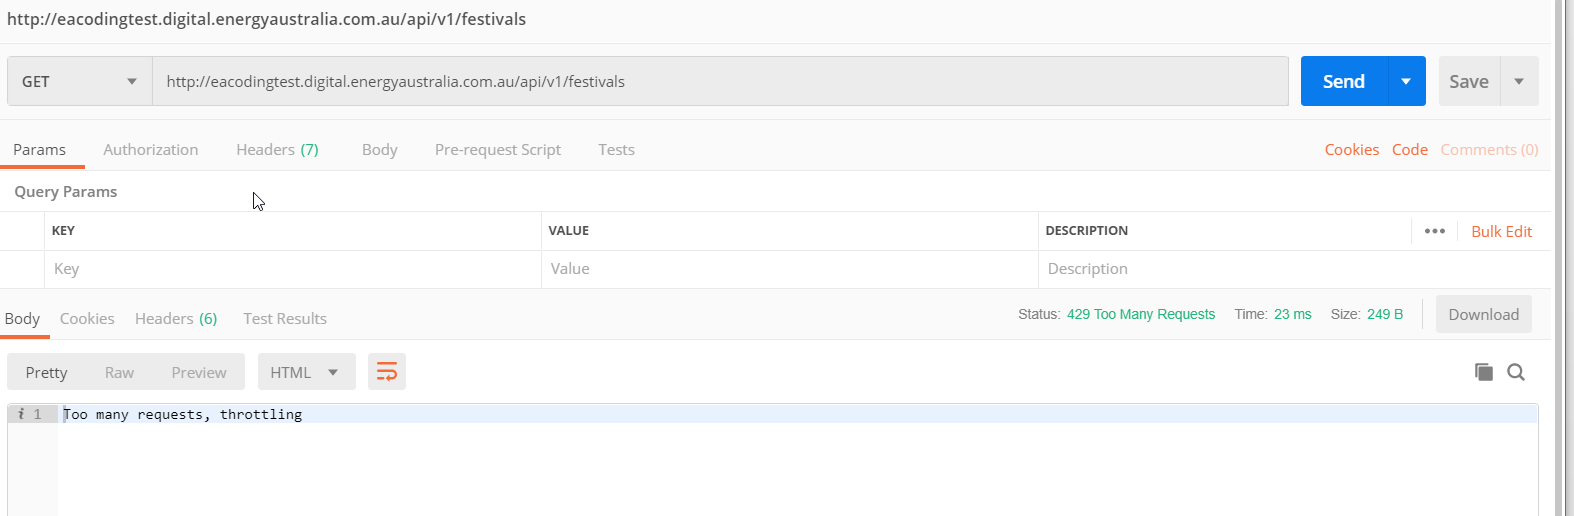 http://eacodingtest.digital.energyaustralia.com.au/api/v1/festivals
GET http://eacodingtest.digital.energyaustralia.com.au/api/v1/festivals Send Save
Params Authorization Headers (7) Body Pre-request Script Tests Cookies Code Comments (0)
Query Params
KEY VALUE DESCRIPTION ••• Bulk Edit
Key Value Description
Body Cookies Headers (6) Test Results Status: 429 Too Many Requests Time: 23 ms Size: 249 B Download
Pretty Raw Preview HTML
i 1 Too many requests, throttling